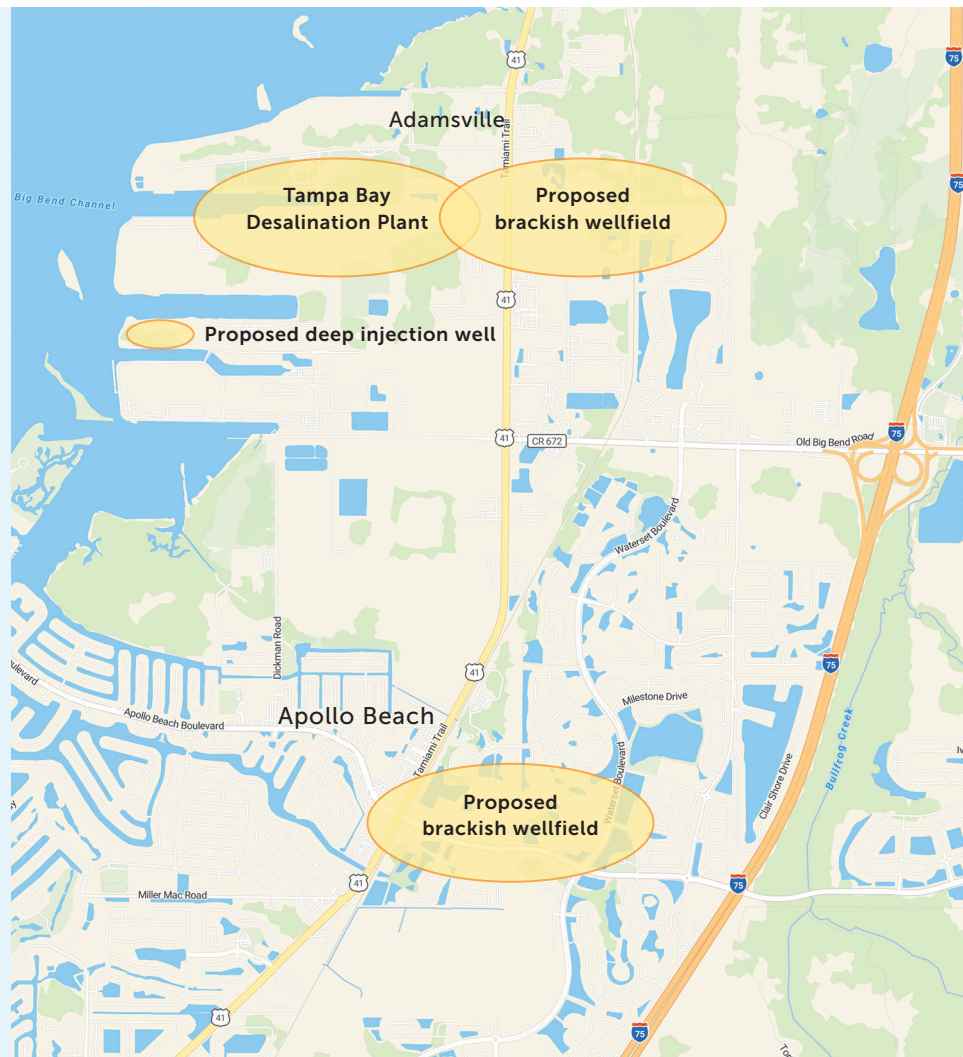 41
75
Adamsville
Tamiami Trail
75
Big Bend Channel
Tampa Bay
Desalination Plant
Proposed
brackish wellfield
41
Proposed deep injection well
41
CR 672
Old Big Bend Road
75
Waterset Boulevard
Dickman Road
41
75
Milestone Drive
Apollo Beach Boulevard
Apollo Beach
Tamiami Trail
Bullfrog Creek
Clair Shore Drive
Waterset Boulevard
Proposed
brackish wellfield
41
75
Miller Mac Road
41
75